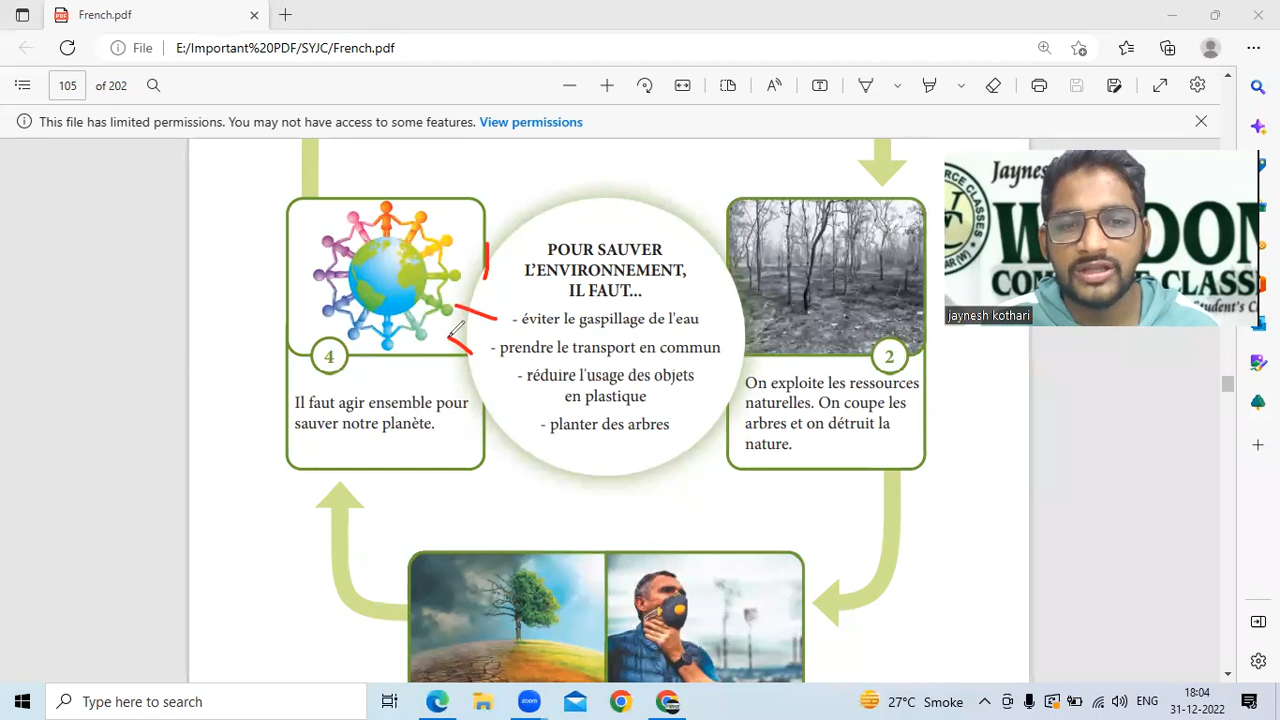 French.pdf
File
E:/Important%20PDF/SYJC/French.pdf
105
of 202
This file has limited permissions. You may not have access to some features. View permissions
POUR SAUVER
L'ENVIRONNEMENT,
IL FAUT...
- éviter le gaspillage de l'eau
- prendre le transport en commun
- réduire l'usage des objets
en plastique
- planter des arbres
4
Il faut agir ensemble pour
sauver notre planète.
2
On exploite les ressources
naturelles. On coupe les
arbres et on détruit la
nature.
jaynesh kothari
Type here to search
zoom
27°C Smoke
ENG
18:04
31-12-2022